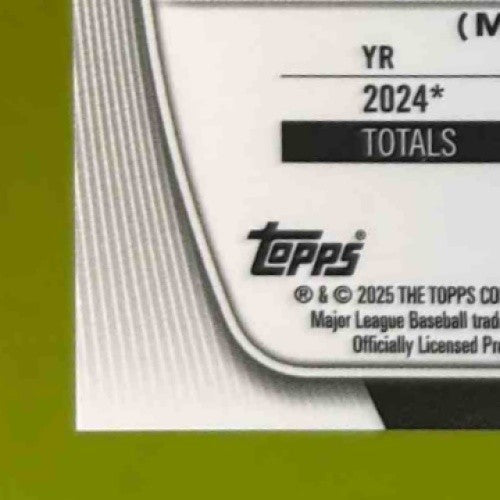 (M
YR
2024*
TOTALS
Topps®
® & © 2025 THE TOPPS CO
Major League Baseball trad
Officially Licensed Pr